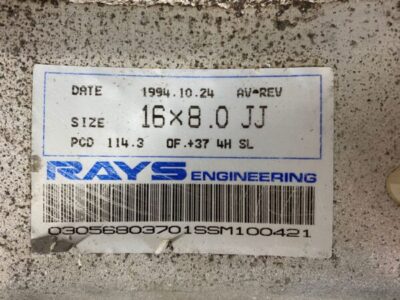 DATE 1994.10.24 AV-REV
SIZE 16×8.0 JJ
PCD 114.3 OF.+37 4H SL
RAYS ENGINEERING
03056803701SSM100421